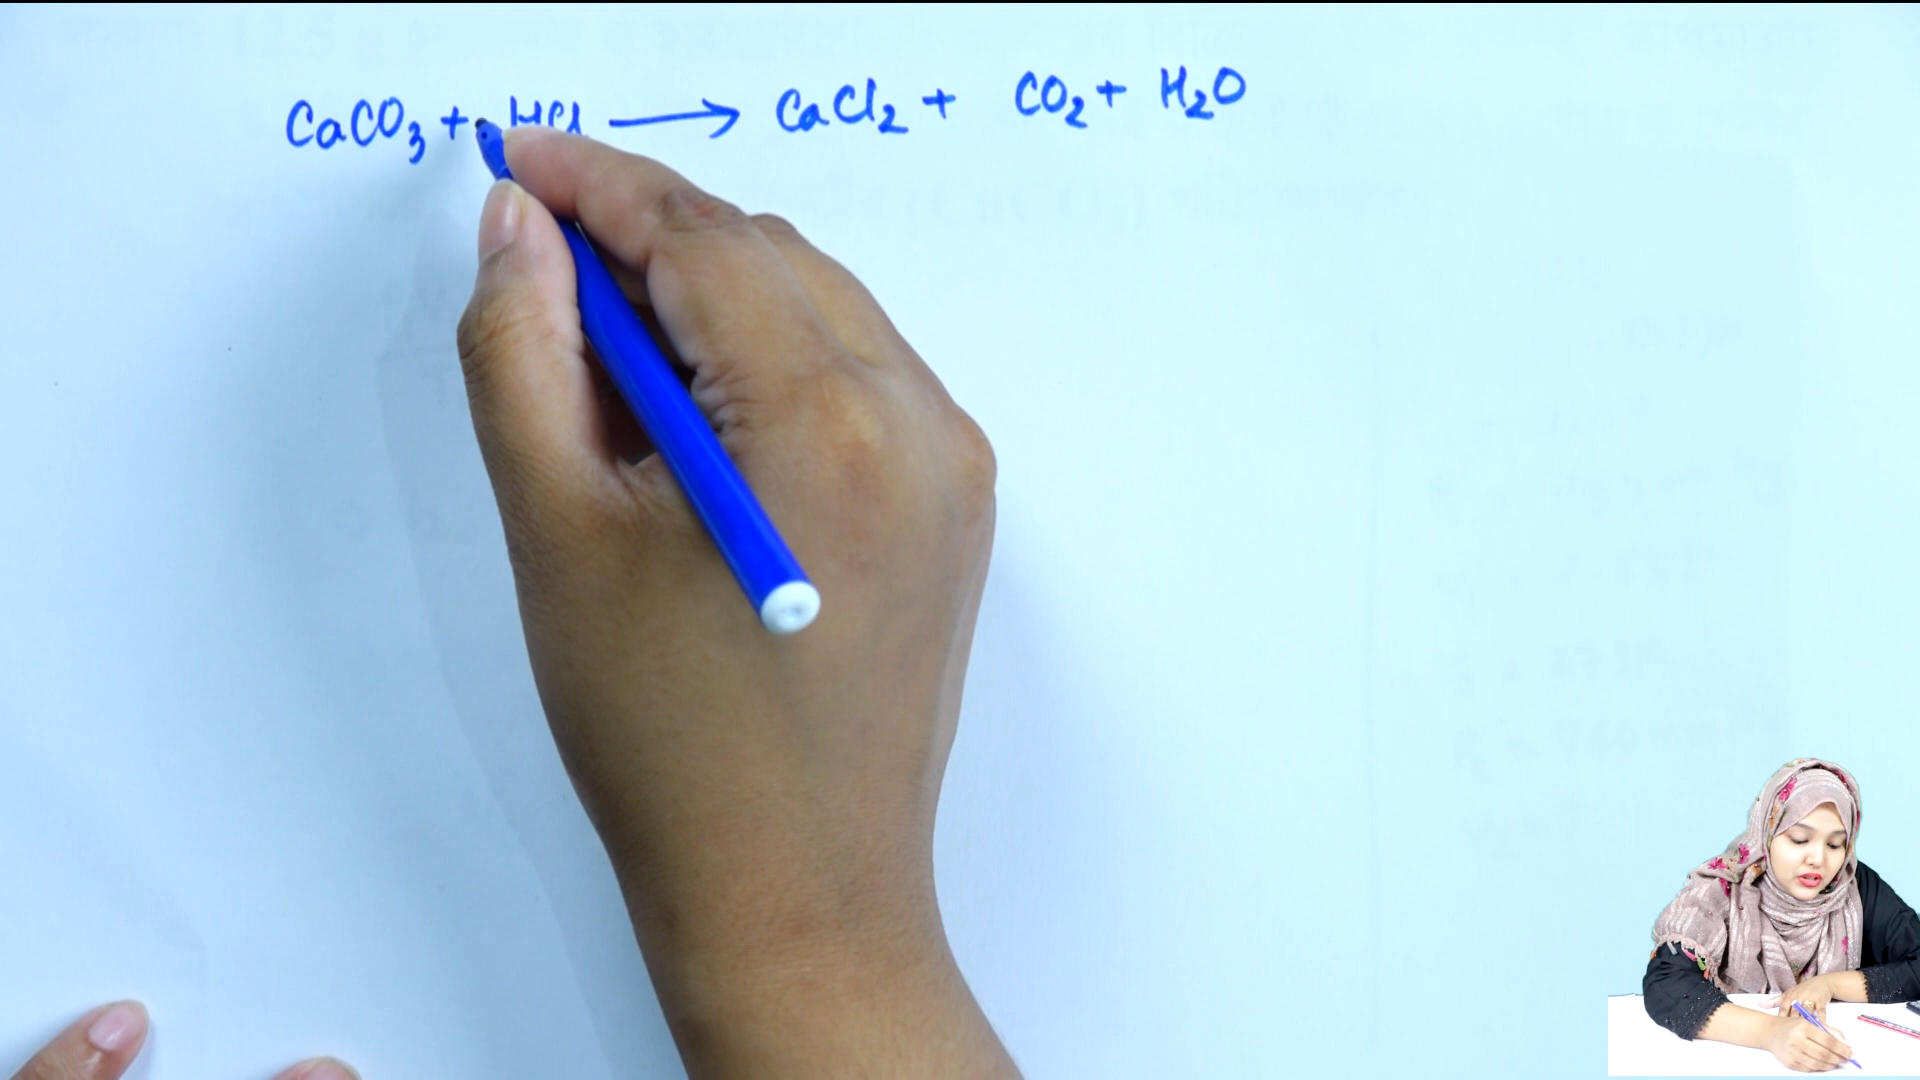 CaCO₃ + HCl ⟶ CaCl₂ + CO₂ + H₂O